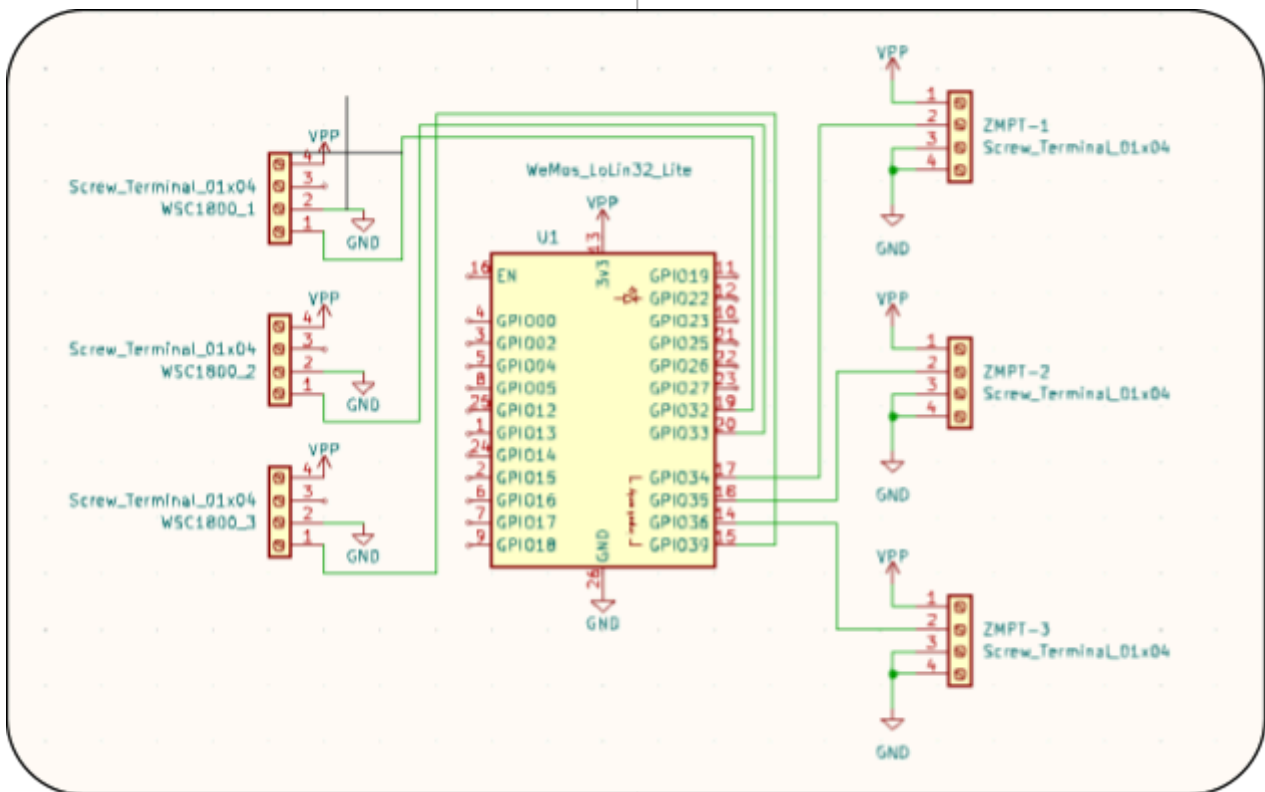 VPP
4
3
2
1
Screw_Terminal_01x04
WSC1800_1
GND
VPP
4
3
2
1
Screw_Terminal_01x04
WSC1800_2
GND
VPP
4
3
2
1
Screw_Terminal_01x04
WSC1800_3
GND
WeMos_LoLin32_Lite
VPP
U1
13
3v3
16 EN
4 GPIO00
3 GPIO02
5 GPIO04
8 GPIO05
25 GPIO12
1 GPIO13
24 GPIO14
2 GPIO15
6 GPIO16
7 GPIO17
9 GPIO18
GPIO19 11
GPIO22 12
GPIO23 10
GPIO25 21
GPIO26 22
GPIO27 23
GPIO32 19
GPIO33 20
GPIO34 17
GPIO35 18
GPIO36 14
GPIO39 15
input only
GND
26
GND
VPP
1
2
3
4
ZMPT-1
Screw_Terminal_01x04
GND
VPP
1
2
3
4
ZMPT-2
Screw_Terminal_01x04
GND
VPP
1
2
3
4
ZMPT-3
Screw_Terminal_01x04
GND